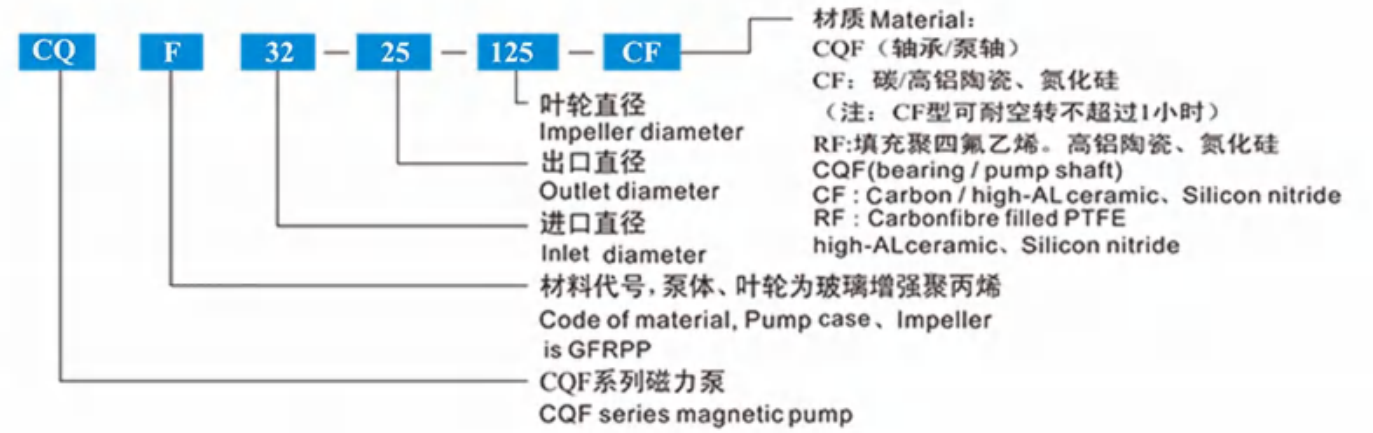 CQ F 32 — 25 — 125 — CF
材质 Material:
CQF（轴承/泵轴）
CF：碳/高铝陶瓷、氮化硅
（注：CF型可耐空转不超过1小时）
RF:填充聚四氟乙烯。高铝陶瓷、氮化硅
CQF(bearing / pump shaft)
CF : Carbon / high-AL ceramic、Silicon nitride
RF : Carbonfibre filled PTFE
high-ALceramic、Silicon nitride
叶轮直径
Impeller diameter
出口直径
Outlet diameter
进口直径
Inlet diameter
材料代号，泵体、叶轮为玻璃增强聚丙烯
Code of material, Pump case、Impeller
is GFRPP
CQF系列磁力泵
CQF series magnetic pump